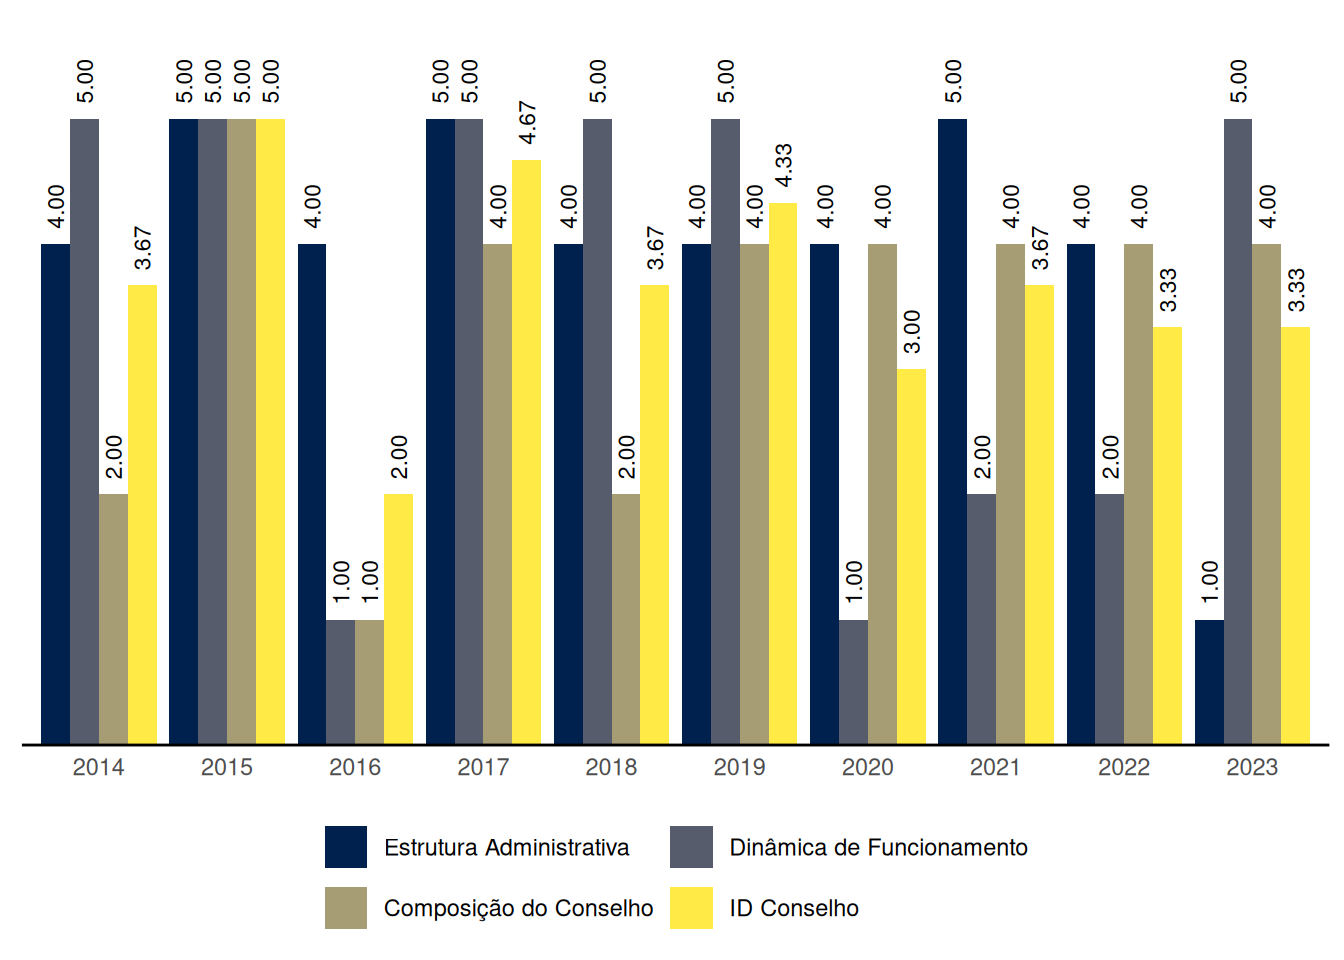 4.00 5.00 2.00 3.67
5.00 5.00 5.00 5.00
4.00 1.00 1.00 2.00
5.00 5.00 4.00 4.67
4.00 5.00 2.00 3.67
4.00 5.00 4.00 4.33
4.00 1.00 4.00 3.00
5.00 2.00 4.00 3.67
4.00 2.00 4.00 3.33
1.00 5.00 4.00 3.33
2014 2015 2016 2017 2018 2019 2020 2021 2022 2023
Estrutura Administrativa Dinâmica de Funcionamento
Composição do Conselho ID Conselho